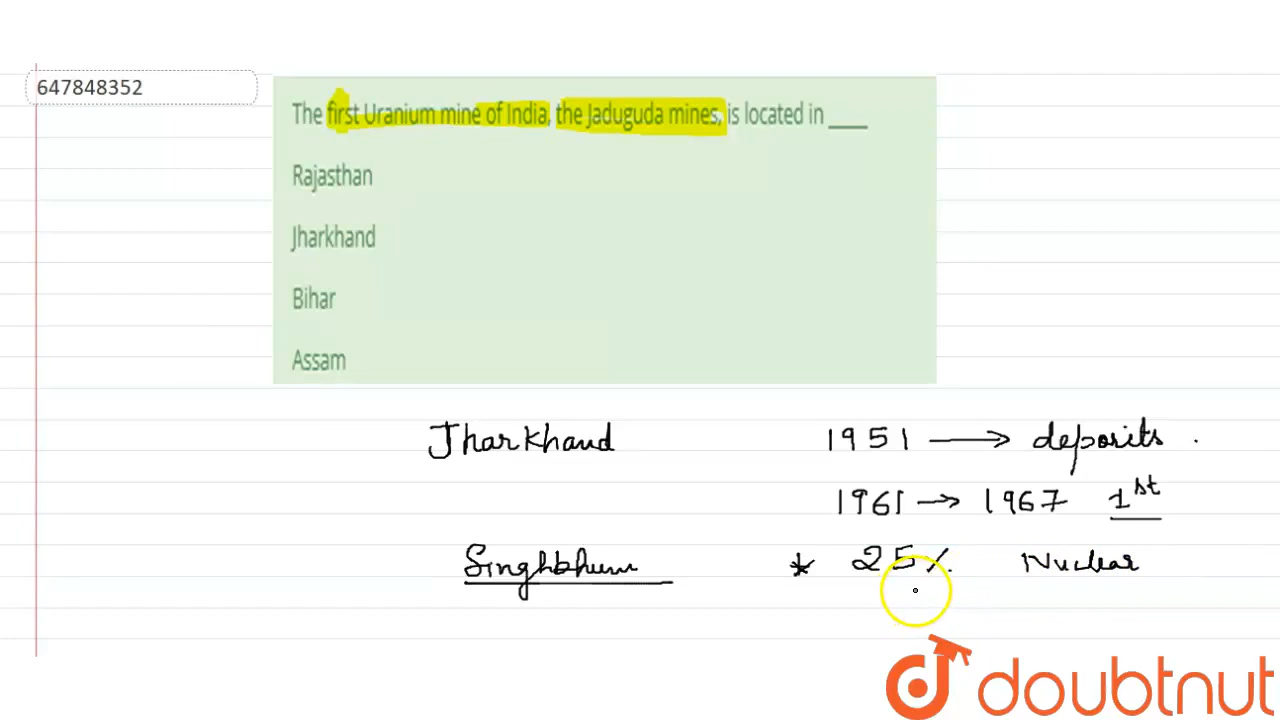 647848352
The first Uranium mine of India, the Jaduguda mines, is located in ____
Rajasthan
Jharkhand
Bihar
Assam
Jharkhand 1951 → deposits .
1961 → 1967 1st
Singhbhum * 25% Nuclear
doubtnut